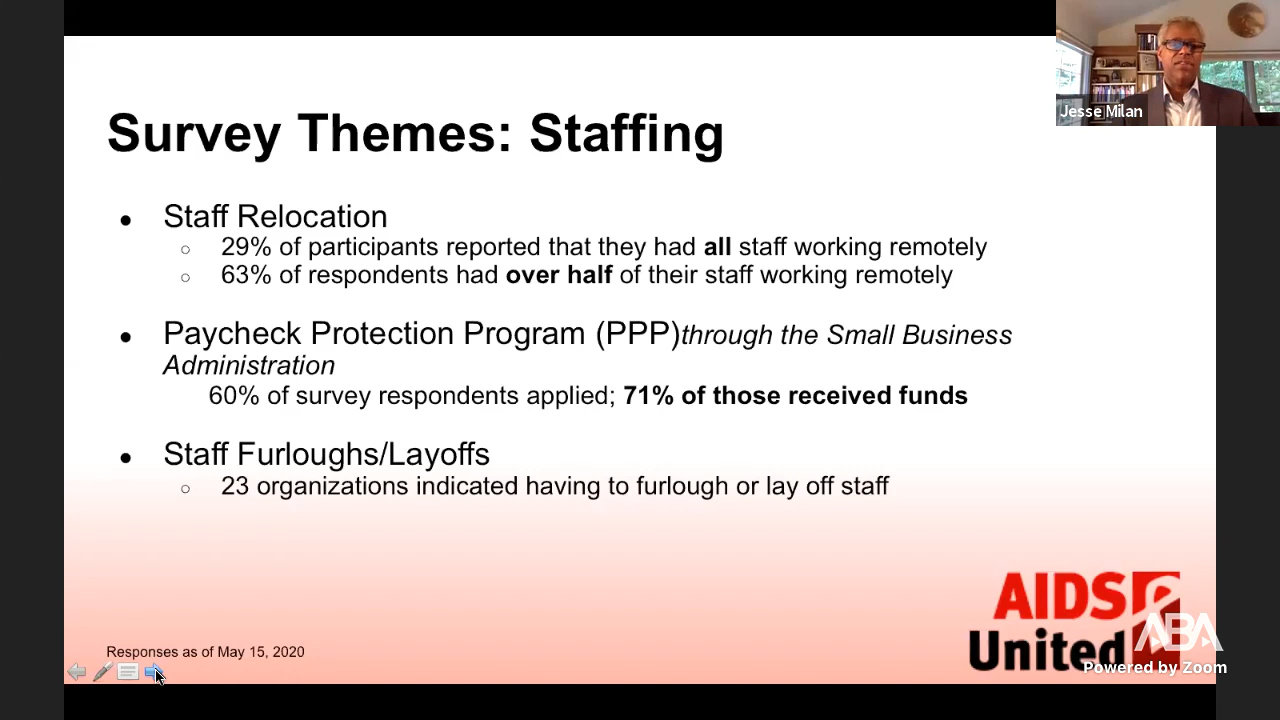 Jesse Milan
Survey Themes: Staffing
● Staff Relocation
○ 29% of participants reported that they had all staff working remotely
○ 63% of respondents had over half of their staff working remotely
● Paycheck Protection Program (PPP)through the Small Business
Administration
60% of survey respondents applied; 71% of those received funds
● Staff Furloughs/Layoffs
○ 23 organizations indicated having to furlough or lay off staff
AIDS
United
ABA
Powered by Zoom
Responses as of May 15, 2020